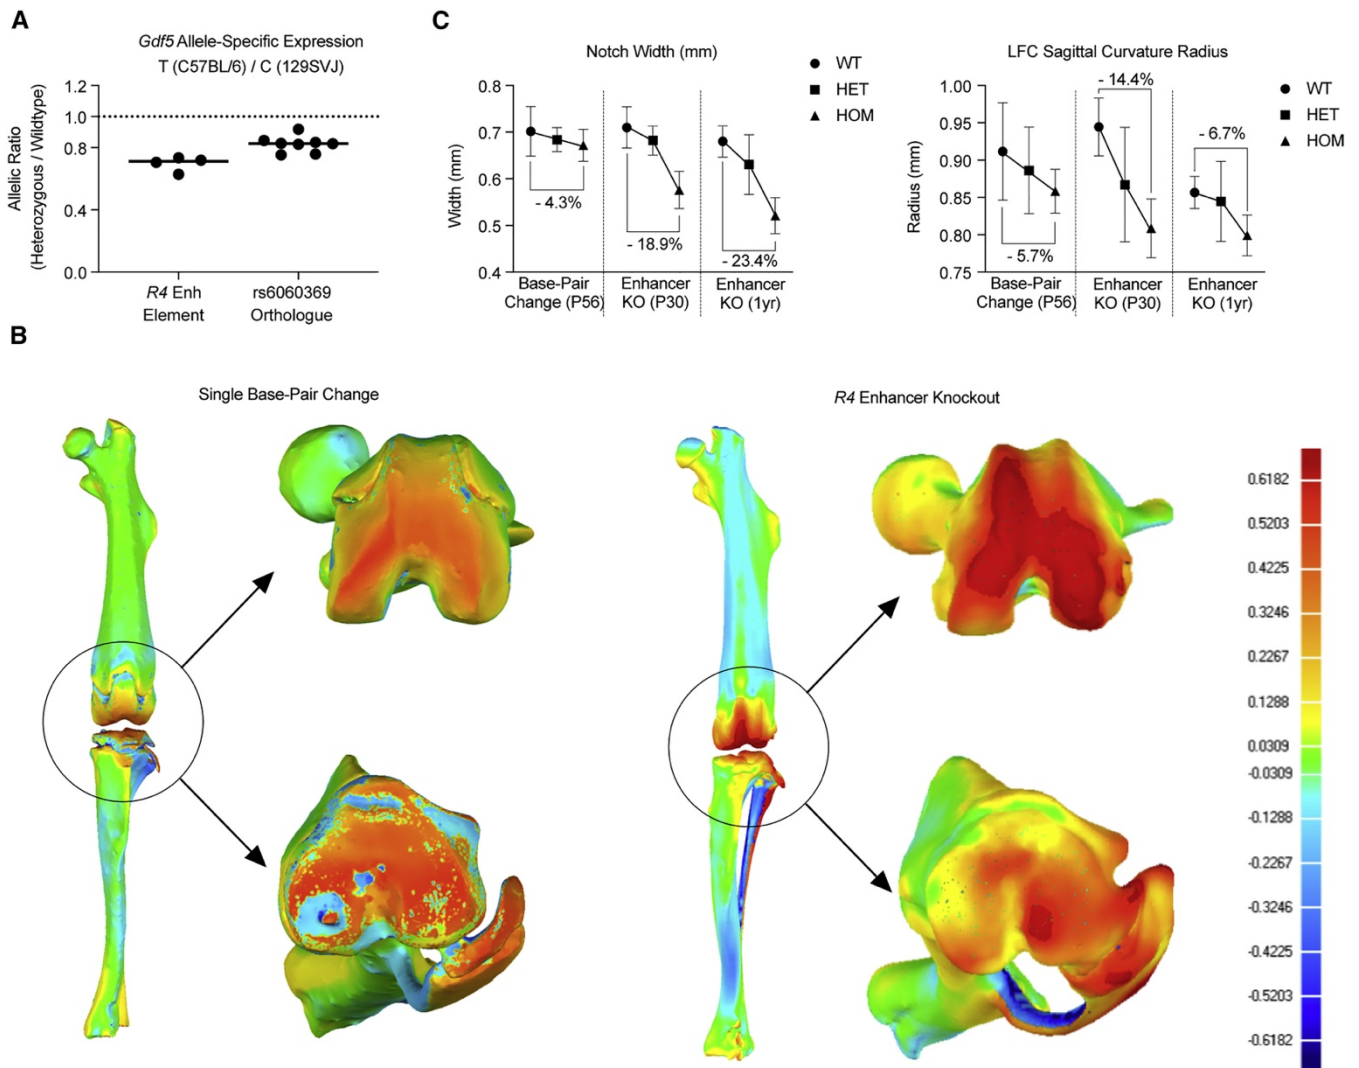 A
Gdf5 Allele-Specific Expression
T (C57BL/6) / C (129SVJ)
Allelic Ratio
(Heterozygous / Wildtype)
1.2
1.0
0.8
0.4
0.0
R4 Enh
Element
rs6060369
Orthologue
C
Notch Width (mm)
WT
HET
HOM
Width (mm)
0.8
0.7
0.6
0.5
0.4
- 4.3%
- 18.9%
- 23.4%
Base-Pair
Change (P56)
Enhancer
KO (P30)
Enhancer
KO (1yr)
LFC Sagittal Curvature Radius
WT
HET
HOM
Radius (mm)
1.00
0.95
0.90
0.85
0.80
0.75
- 14.4%
- 6.7%
- 5.7%
Base-Pair
Change (P56)
Enhancer
KO (P30)
Enhancer
KO (1yr)
B
Single Base-Pair Change
R4 Enhancer Knockout
0.6182
0.5203
0.4225
0.3246
0.2267
0.1288
0.0309
-0.0309
-0.1288
-0.2267
-0.3246
-0.4225
-0.5203
-0.6182